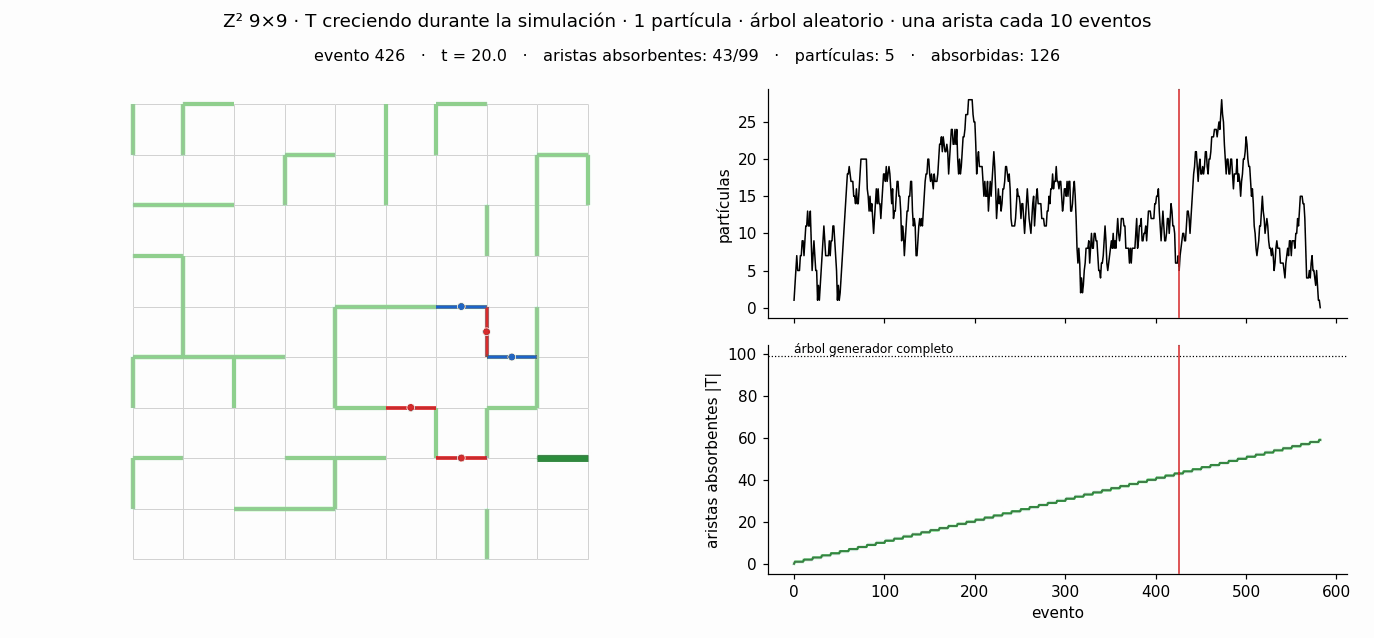 Z² 9×9 · T creciendo durante la simulación · 1 partícula · árbol aleatorio · una arista cada 10 eventos
evento 426 · t = 20.0 · aristas absorbentes: 43/99 · partículas: 5 · absorbidas: 126
partículas
25
20
15
10
5
0
árbol generador completo
aristas absorbentes |T|
100
80
60
40
20
0
0 100 200 300 400 500 600
evento